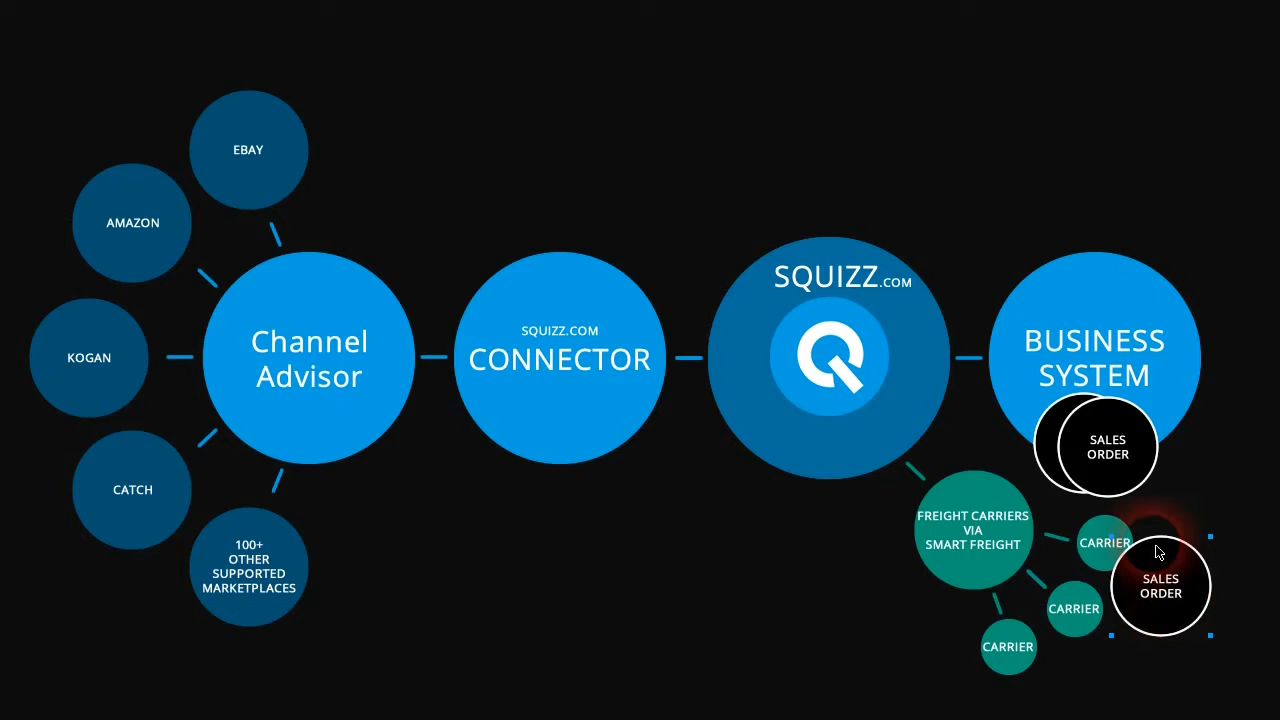 EBAY
AMAZON
KOGAN
CATCH
100+
OTHER
SUPPORTED
MARKETPLACES
Channel
Advisor
SQUIZZ.COM
CONNECTOR
SQUIZZ.COM
BUSINESS
SYSTEM
SALES
ORDER
FREIGHT CARRIERS
VIA
SMART FREIGHT
CARRIER
CARRIER
CARRIER
SALES
ORDER